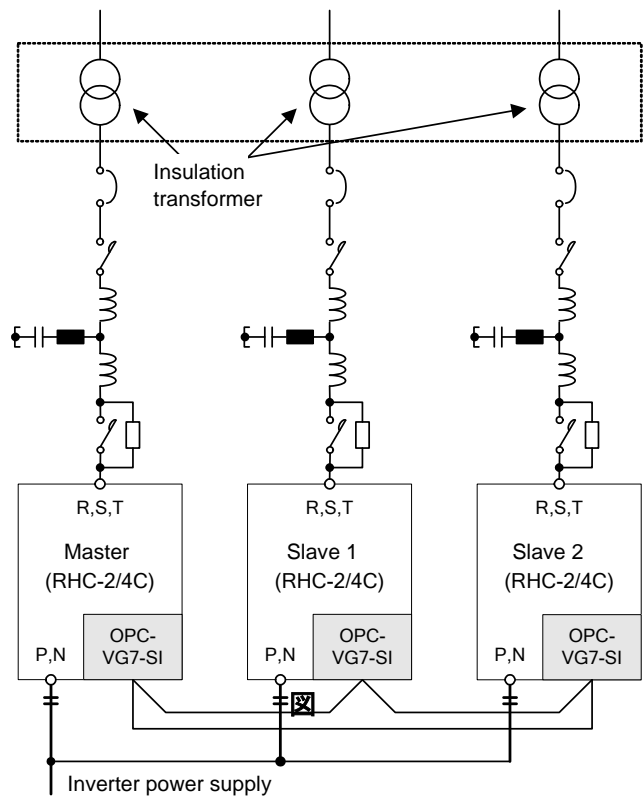 Insulation
transformer
R,S,T
R,S,T
R,S,T
Master
(RHC-2/4C)
Slave 1
(RHC-2/4C)
Slave 2
(RHC-2/4C)
P,N
OPC-
VG7-SI
P,N
OPC-
VG7-SI
P,N
OPC-
VG7-SI
図
Inverter power supply